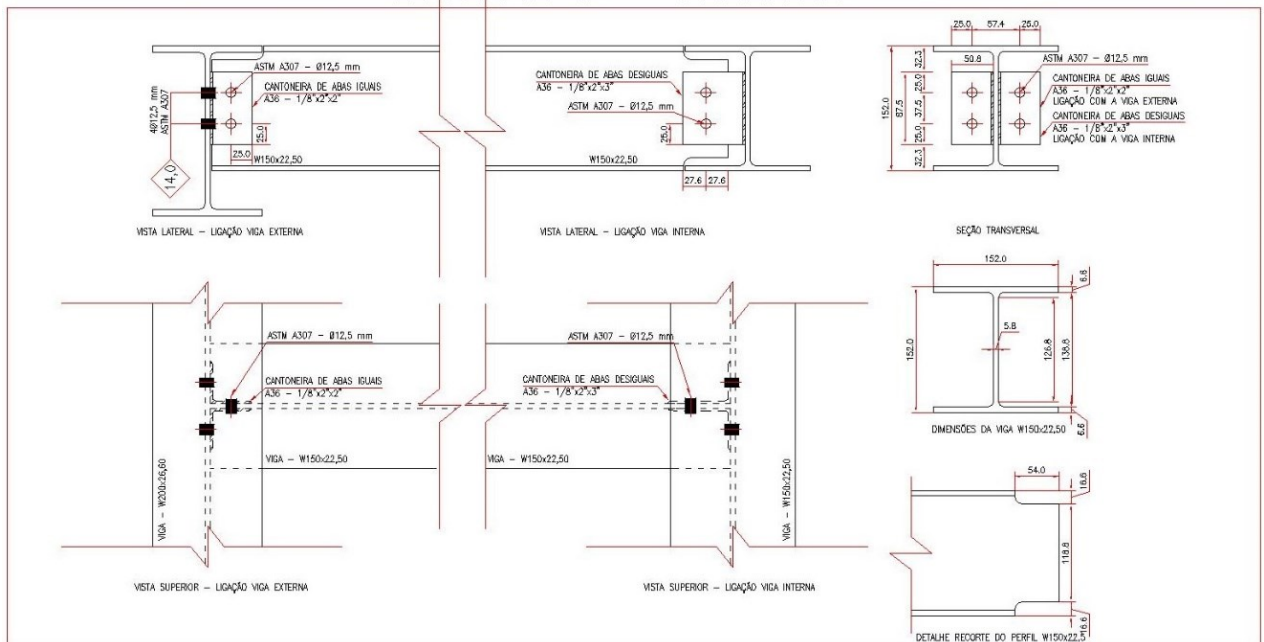 ASTM A307 - Ø12,5 mm
CANTONEIRA DE ABAS IGUAIS
A36 - 1/8"x2"x2"
4Ø12,5 mm
ASTM A307
14,0
25.0
25.0
W150x22,50
VISTA LATERAL - LIGAÇÃO VIGA EXTERNA
CANTONEIRA DE ABAS DESIGUAIS
A36 - 1/8"x2"x3"
ASTM A307 - Ø12,5 mm
25.0
W150x22,50
27.6
27.6
VISTA LATERAL - LIGAÇÃO VIGA INTERNA
25.0
57.4
25.0
50.8
ASTM A307 - Ø12,5 mm
CANTONEIRA DE ABAS IGUAIS
A36 - 1/8"x2"x2"
LIGAÇÃO COM A VIGA EXTERNA
CANTONEIRA DE ABAS DESIGUAIS
A36 - 1/8"x2"x3"
LIGAÇÃO COM A VIGA INTERNA
152.0
87.5
32.3
25.0
37.5
25.0
32.3
SEÇÃO TRANSVERSAL
ASTM A307 - Ø12,5 mm
CANTONEIRA DE ABAS IGUAIS
A36 - 1/8"x2"x2"
VIGA - W200x26,60
VIGA - W150x22,50
VISTA SUPERIOR - LIGAÇÃO VIGA EXTERNA
ASTM A307 - Ø12,5 mm
CANTONEIRA DE ABAS DESIGUAIS
A36 - 1/8"x2"x3"
VIGA - W150x22,50
VIGA - W150x22,50
VISTA SUPERIOR - LIGAÇÃO VIGA INTERNA
152.0
6.6
152.0
5.8
126.8
138.8
6.6
DIMENSÕES DA VIGA W150x22,50
54.0
16.6
118.8
16.6
DETALHE RECORTE DO PERFIL W150x22,5